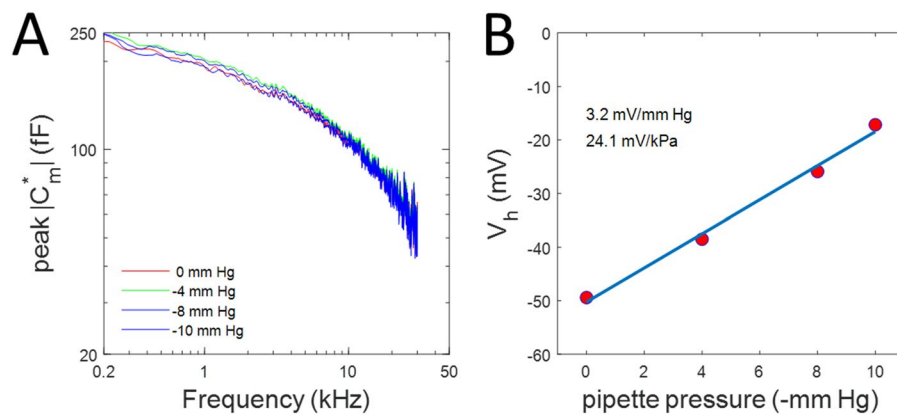 A
peak |C*m| (fF)
250
100
20
0 mm Hg
-4 mm Hg
-8 mm Hg
-10 mm Hg
0.2
1
10
50
Frequency (kHz)
B
Vh (mV)
0
-10
-20
-30
-40
-50
-60
3.2 mV/mm Hg
24.1 mV/kPa
0
2
4
6
8
10
pipette pressure (-mm Hg)